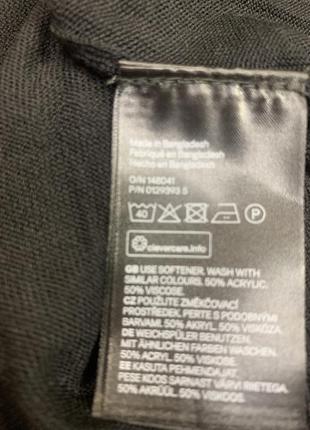 Made in Bangladesh
Fabriqué en Bangladesh
Hecho en Bangladesh
O/N 148041
P/N 0129393 5
40 P
clevercare.info
GB USE SOFTENER. WASH WITH
SIMILAR COLOURS. 50% ACRYLIC.
50% VISCOSE.
CZ POUŽIJTE ZMĚKČOVACÍ
PROSTŘEDEK. PERTE S PODOBNÝMI
BARVAMI. 50% AKRYL. 50% VISKÓZA.
DE WEICHSPÜLER BENUTZEN.
MIT ÄHNLICHEN FARBEN WASCHEN.
50% ACRYL. 50% VISKOSE.
EE KASUTA PEHMENDAJAT.
PESE KOOS SARNAST VÄRVI RIIETEGA.
50% AKRÜÜL. 50% VISKOOS